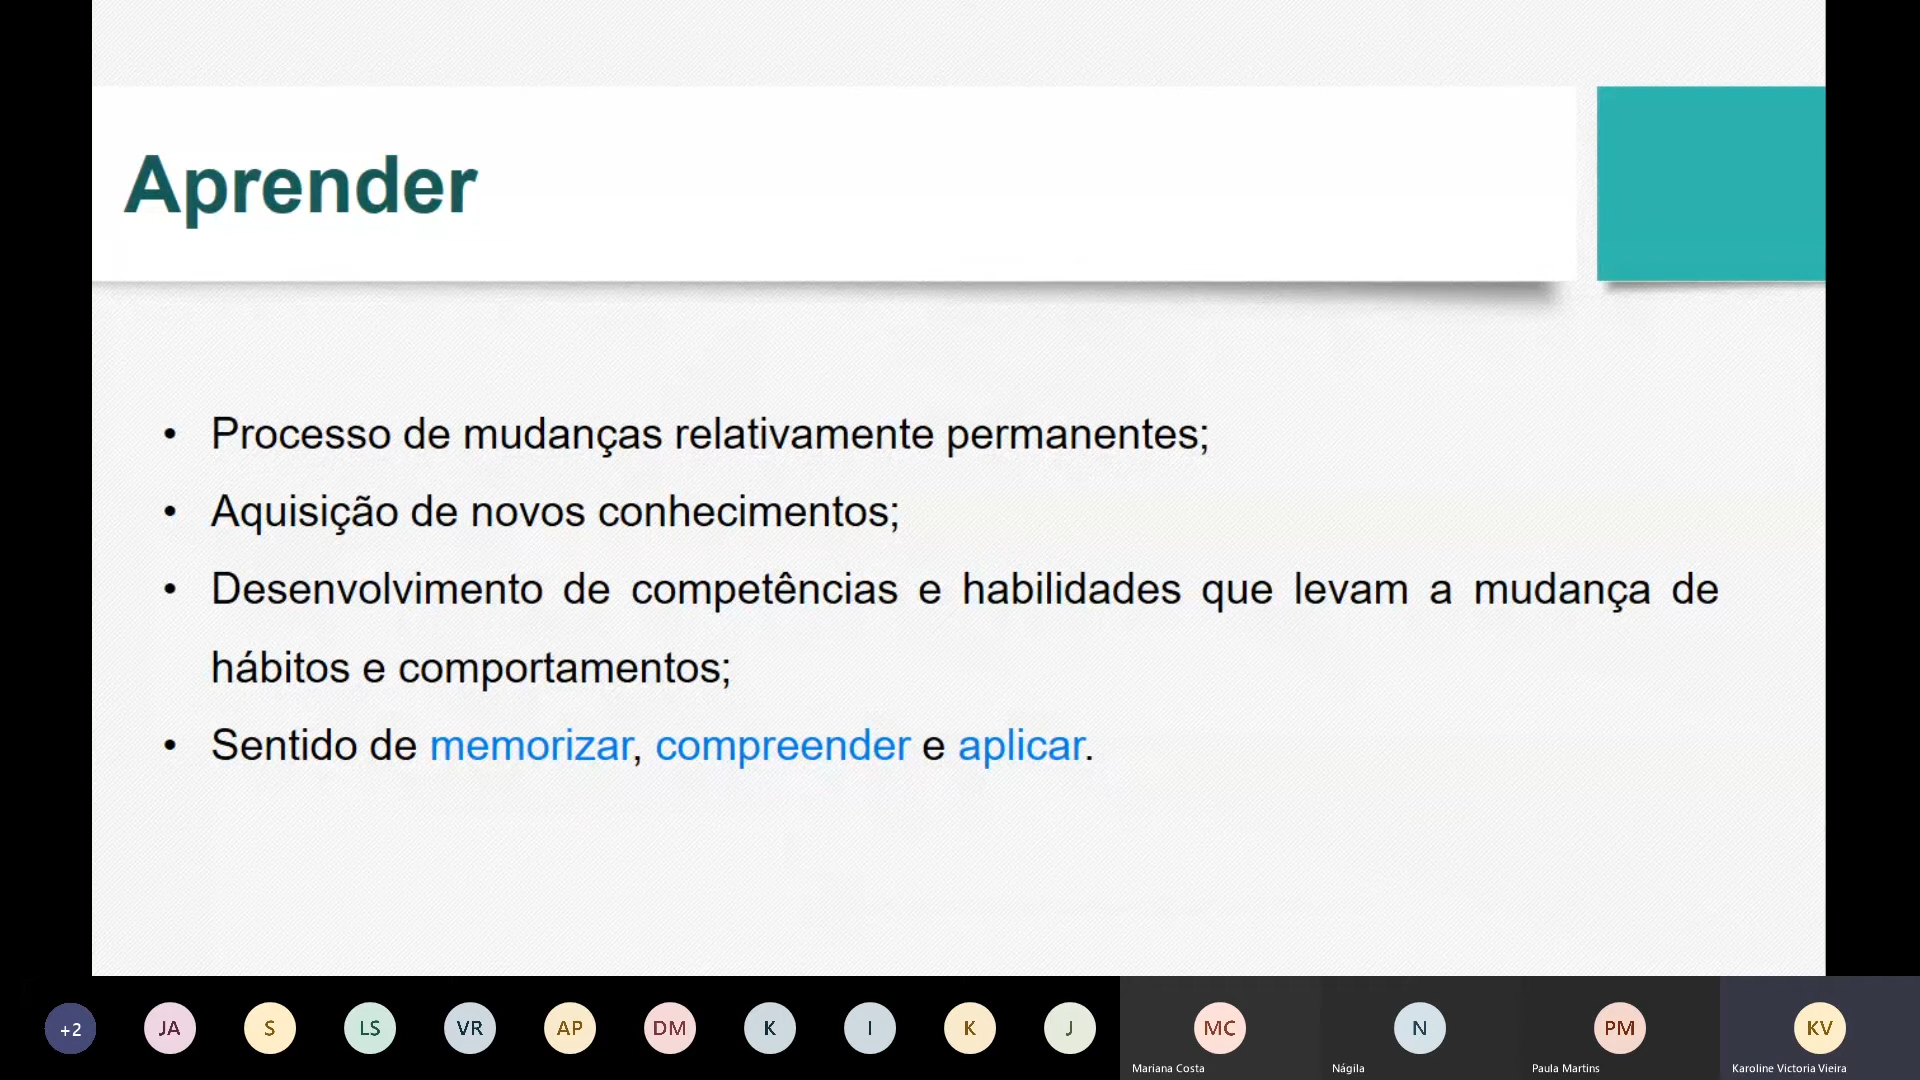 Aprender
• Processo de mudanças relativamente permanentes;
• Aquisição de novos conhecimentos;
• Desenvolvimento de competências e habilidades que levam a mudança de
hábitos e comportamentos;
• Sentido de memorizar, compreender e aplicar.
+2 JA S LS VR AP DM K I K J MC N PM KV
Mariana Costa Nágila Paula Martins Karoline Victoria Vieira